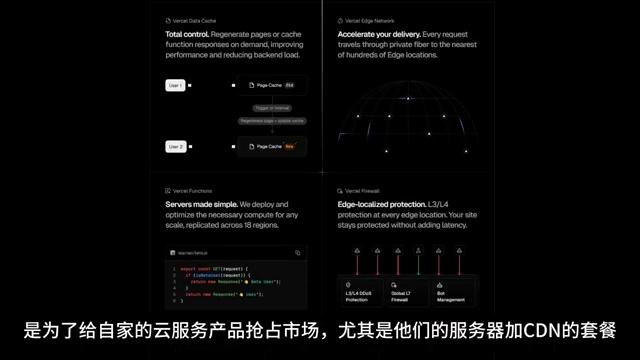 Vercel Data Cache
Total control. Regenerate pages or cache
function responses on demand, improving
performance and reducing backend load.
User 1
Page Cache Old
Trigger or Interval
Regenerate page + update cache
User 2
Page Cache New
Vercel Edge Network
Accelerate your delivery. Every request
travels through private fiber to the nearest
of hundreds of Edge locations.
Vercel Functions
Servers made simple. We deploy and
optimize the necessary compute for any
scale, replicated across 18 regions.
1 export const GET(request) {
2 if (isBetaUser(request)) {
3 return new Response("👋 Beta User");
4 }
5 return new Response("👋 User");
6 }
Vercel Firewall
Edge-localized protection. L3/L4
protection at every edge location. Your site
stays protected without adding latency.
L3/L4 DDoS
Protection
Global L7
Firewall
Bot
Management
是为了给自家的云服务产品抢占市场，尤其是他们的服务器加CDN的套餐